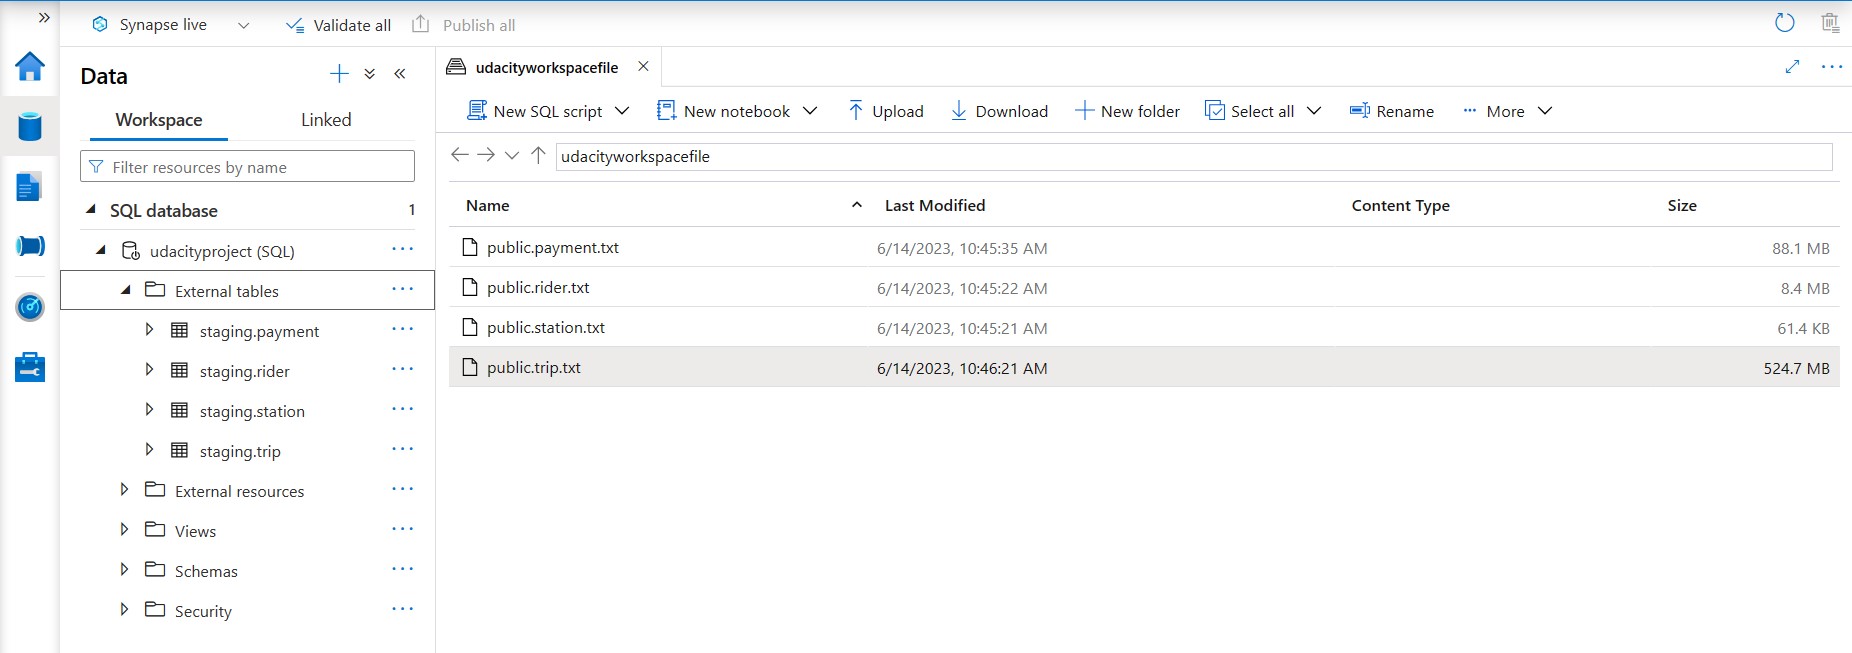 Synapse live
Validate all
Publish all
Data
Workspace
Linked
Filter resources by name
SQL database 1
udacityproject (SQL)
External tables
staging.payment
staging.rider
staging.station
staging.trip
External resources
Views
Schemas
Security
udacityworkspacefile
New SQL script
New notebook
Upload
Download
New folder
Select all
Rename
More
udacityworkspacefile
Name Last Modified Content Type Size
public.payment.txt 6/14/2023, 10:45:35 AM 88.1 MB
public.rider.txt 6/14/2023, 10:45:22 AM 8.4 MB
public.station.txt 6/14/2023, 10:45:21 AM 61.4 KB
public.trip.txt 6/14/2023, 10:46:21 AM 524.7 MB